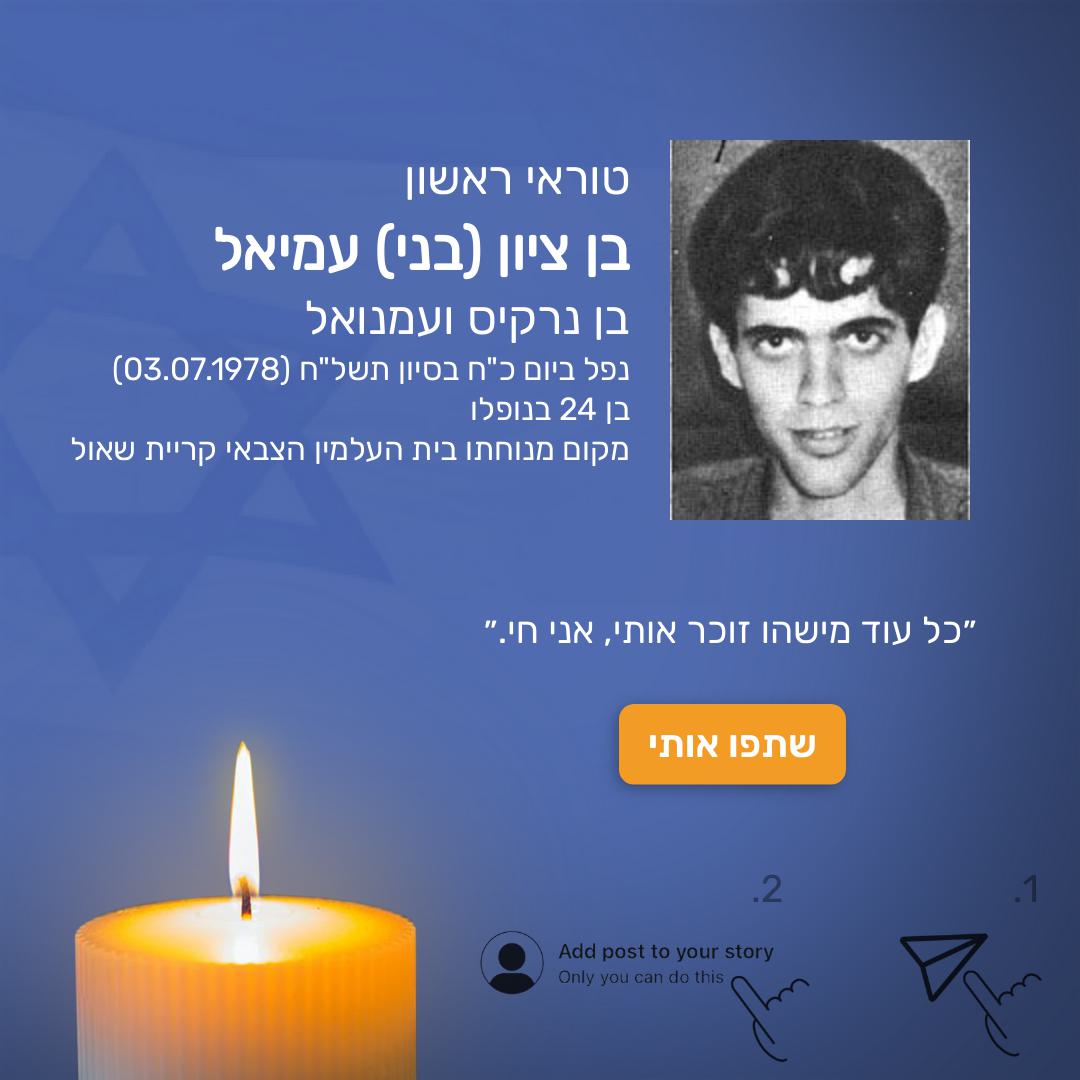 טוראי ראשון
בן ציון (בני) עמיאל
בן נרקיס ועמנואל
נפל ביום כ"ח בסיון תשל"ח (03.07.1978)
בן 24 בנופלו
מקום מנוחתו בית העלמין הצבאי קריית שאול
״כל עוד מישהו זוכר אותי, אני חי.״
שתפו אותי
.1
.2
Add post to your story
Only you can do this